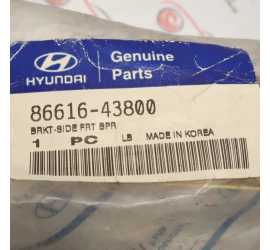 HYUNDAI
Genuine
Parts
86616-43800
BRKT-SIDE FRT BPR
1 PC LB MADE IN KOREA